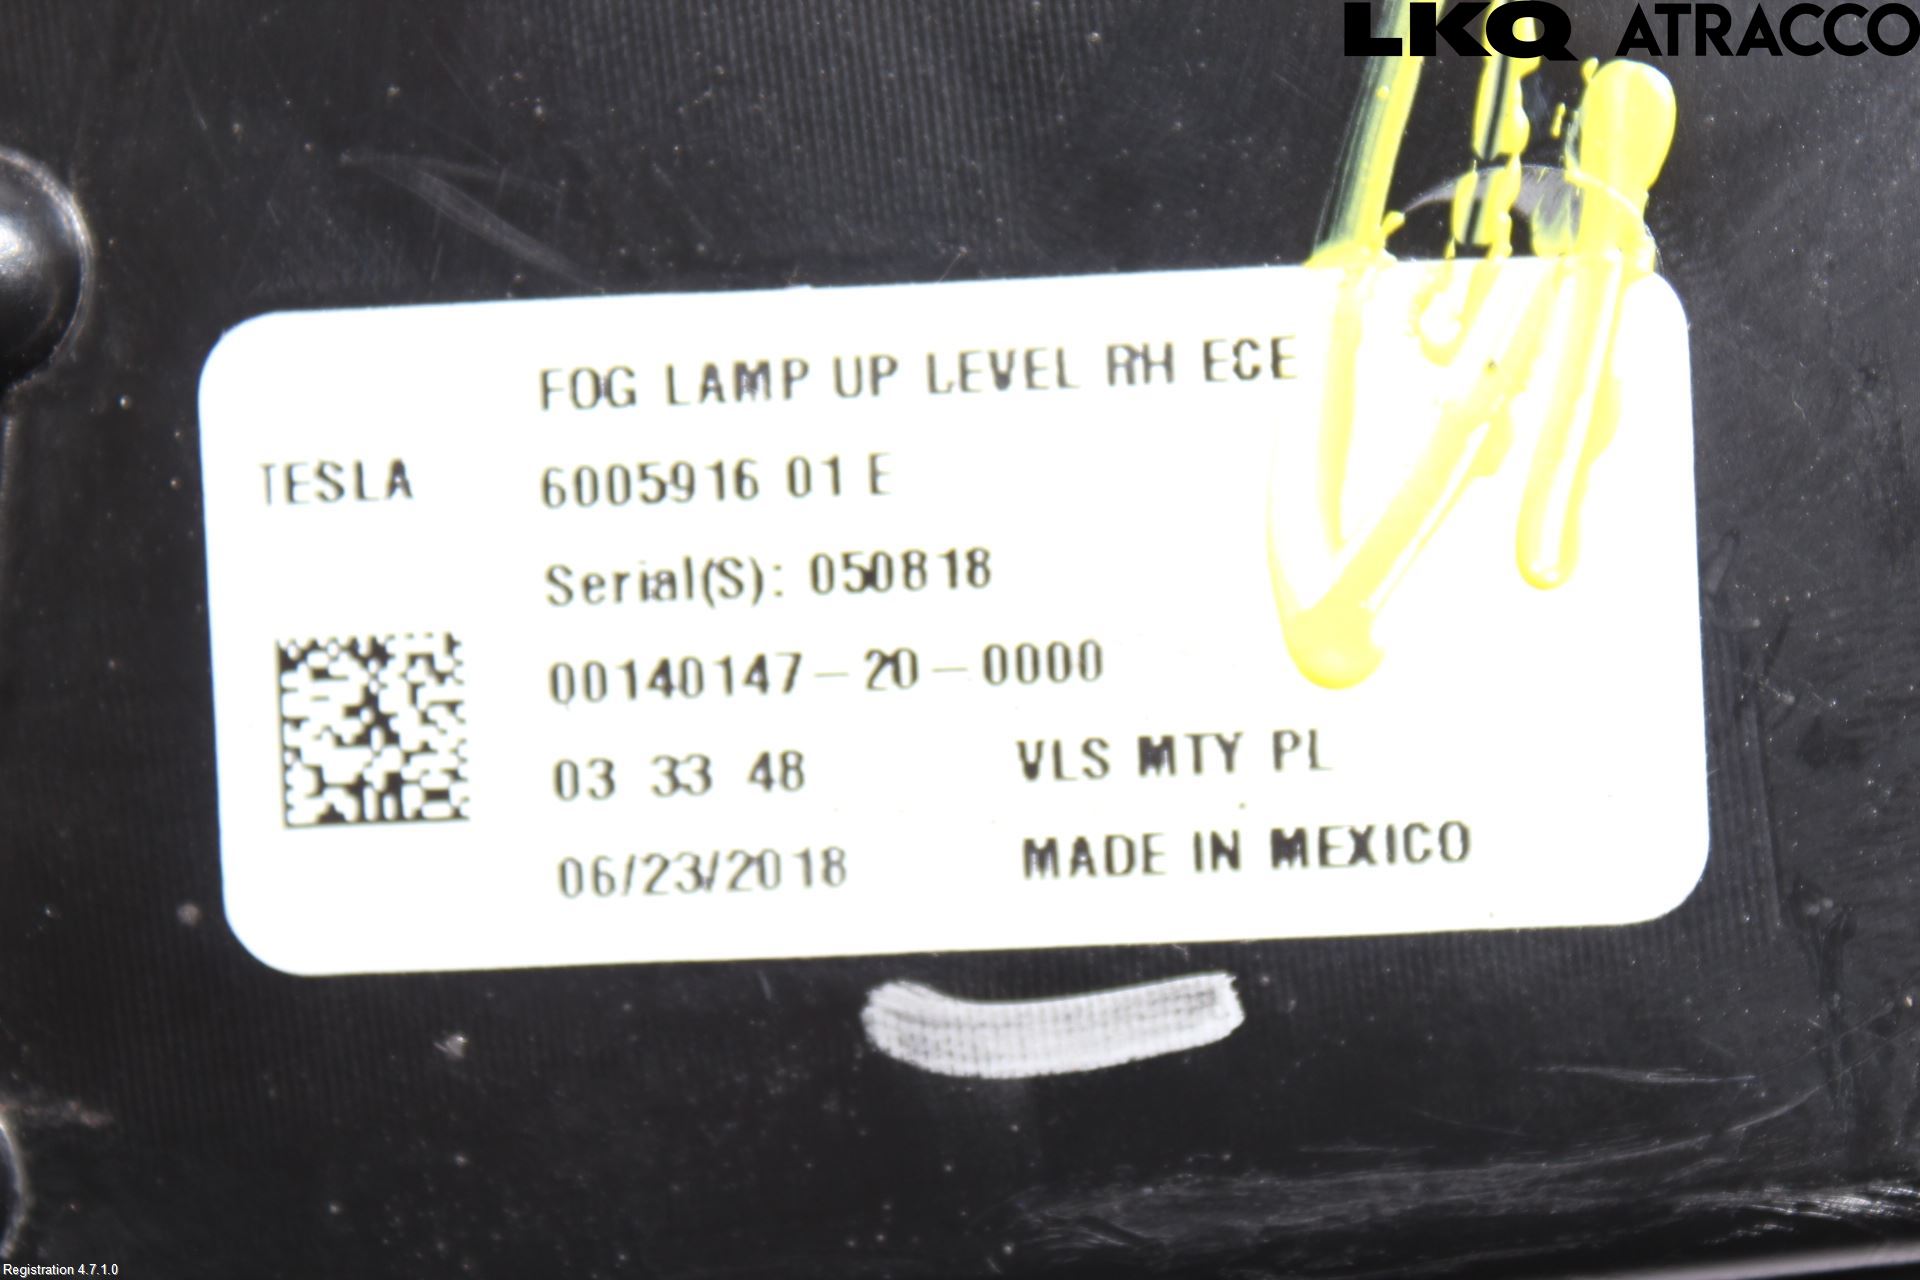 LKQ ATRACCO
FOG LAMP UP LEVEL RH ECE
TESLA 6005916 01 E
Serial(S): 050818
00140147-20-0000
03 33 48 VLS MTY PL
06/23/2018 MADE IN MEXICO
Registration 4.7.1.0